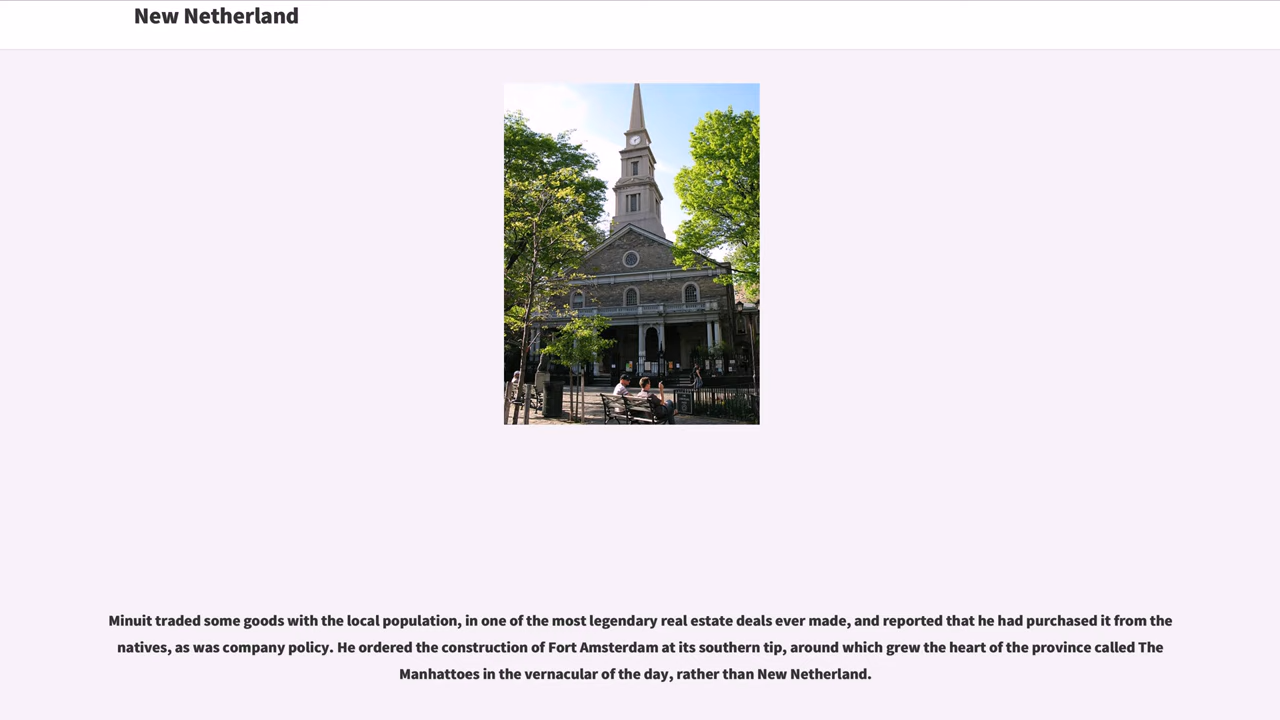 New Netherland
Minuit traded some goods with the local population, in one of the most legendary real estate deals ever made, and reported that he had purchased it from the
natives, as was company policy. He ordered the construction of Fort Amsterdam at its southern tip, around which grew the heart of the province called The
Manhattoes in the vernacular of the day, rather than New Netherland.